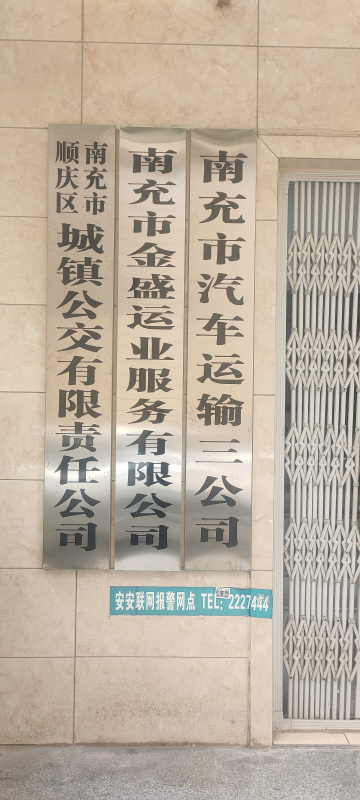 南充市汽车运输三公司
南充市金盛运业服务有限公司
南充市
顺庆区
城镇公交有限责任公司
安安联网报警网点 TEL: 2227444